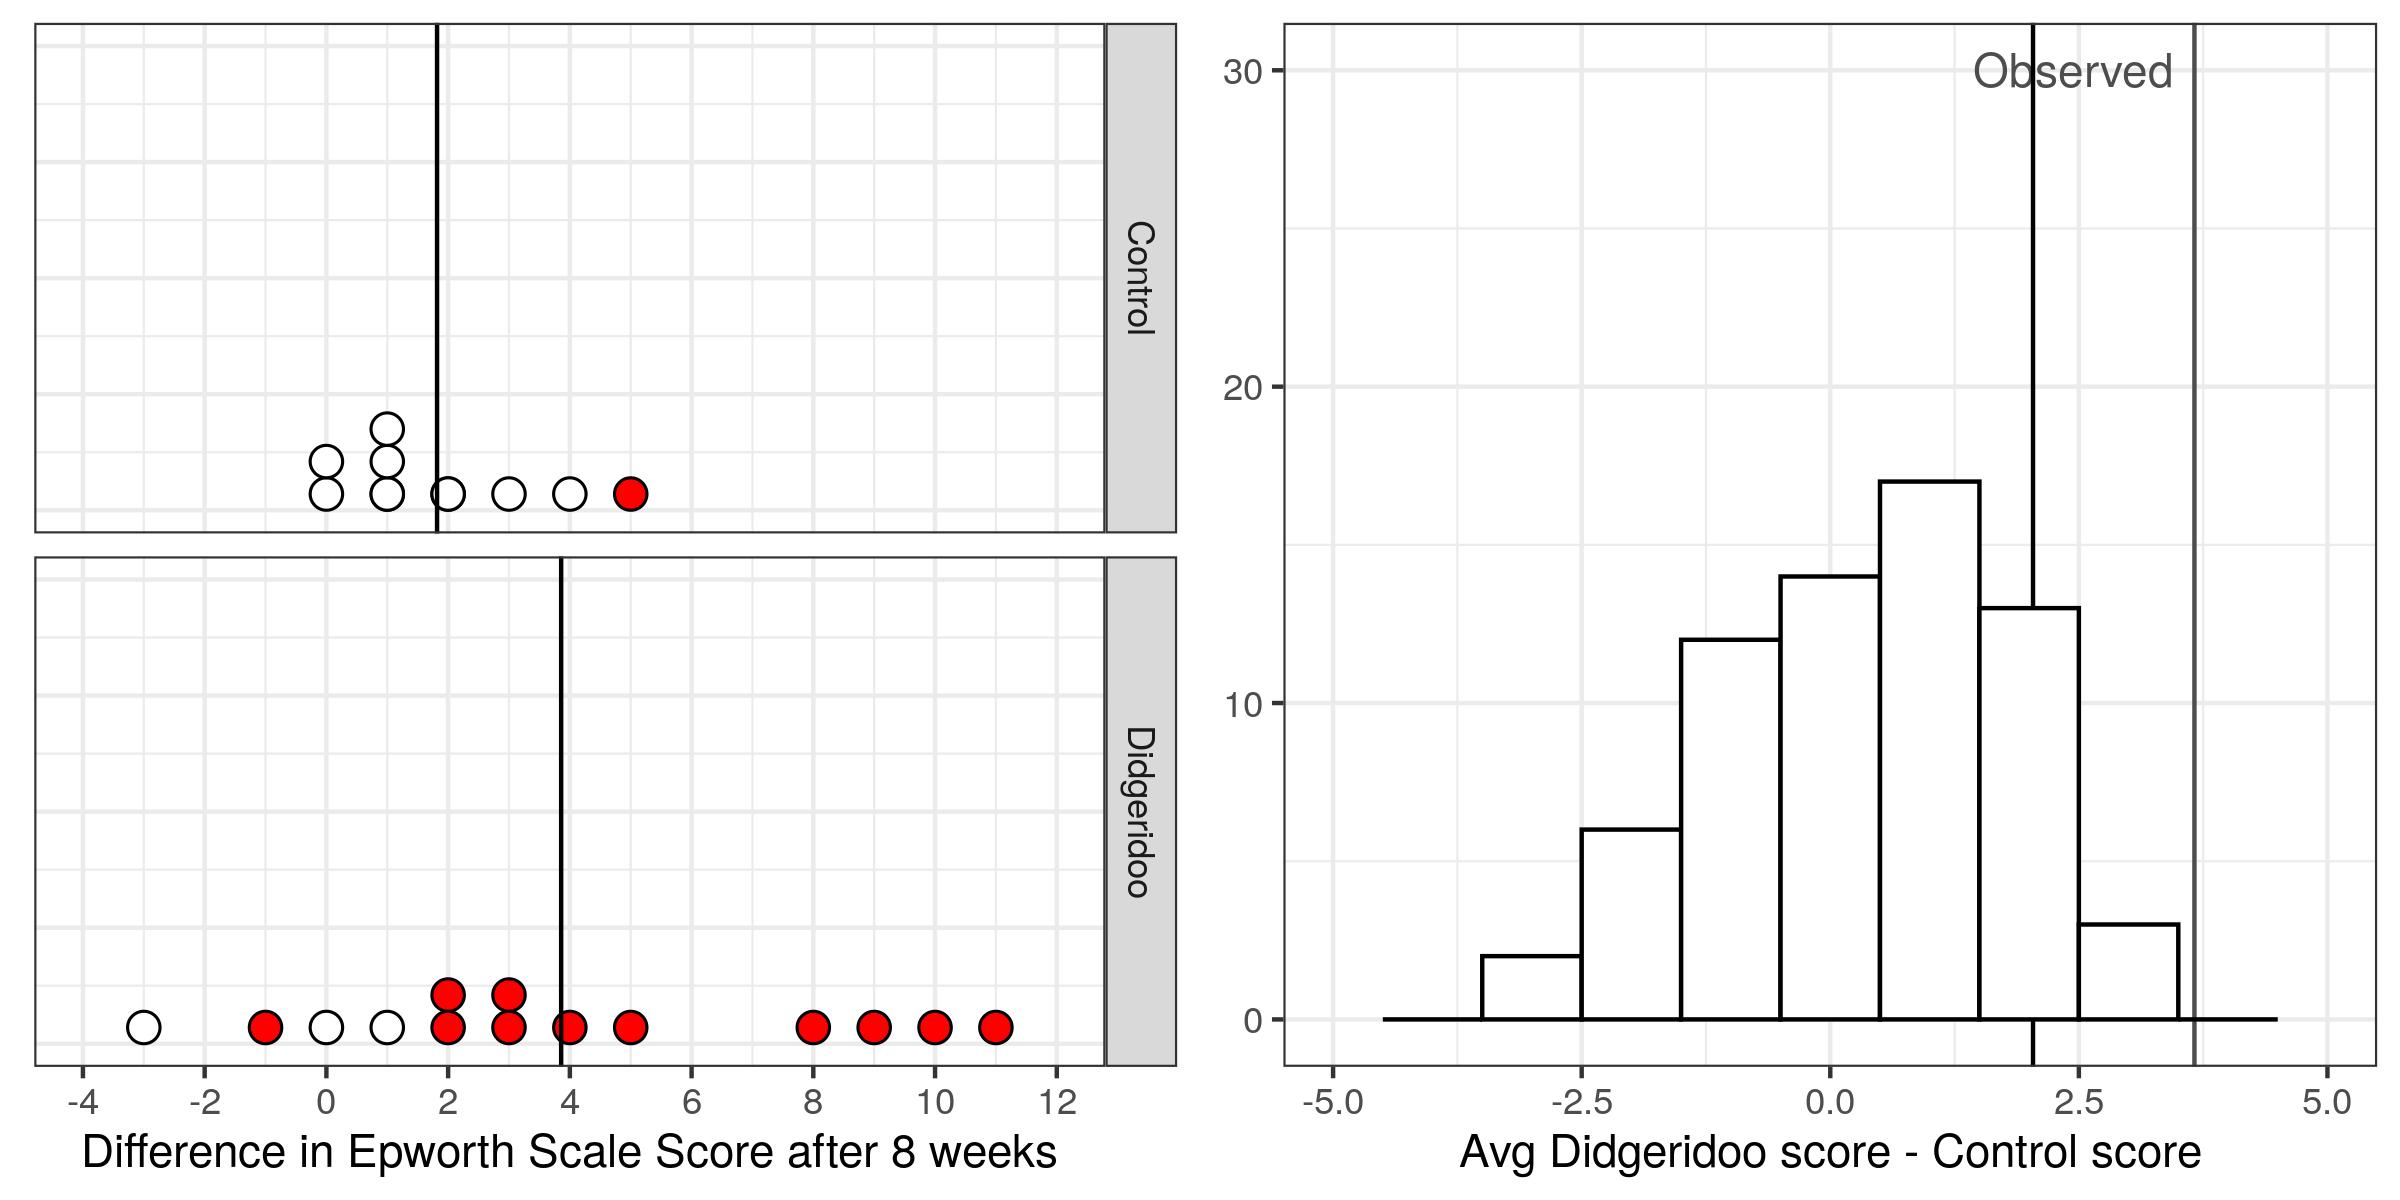 Control
Didgeridoo
-4 -2 0 2 4 6 8 10 12
Difference in Epworth Scale Score after 8 weeks
Observed
30
20
10
0
-5.0 -2.5 0.0 2.5 5.0
Avg Didgeridoo score - Control score